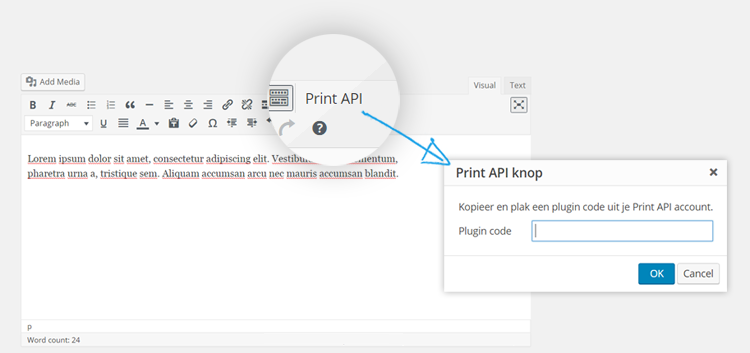 Add Media
Visual
Text
Print API
Paragraph
Lorem ipsum dolor sit amet, consectetur adipiscing elit. mentum,
pharetra urna a, tristique sem. Aliquam accumsan arcu nec mauris accumsan blandit.
Print API knop
Kopieer en plak een plugin code uit je Print API account.
Plugin code
OK
Cancel
p
Word count: 24